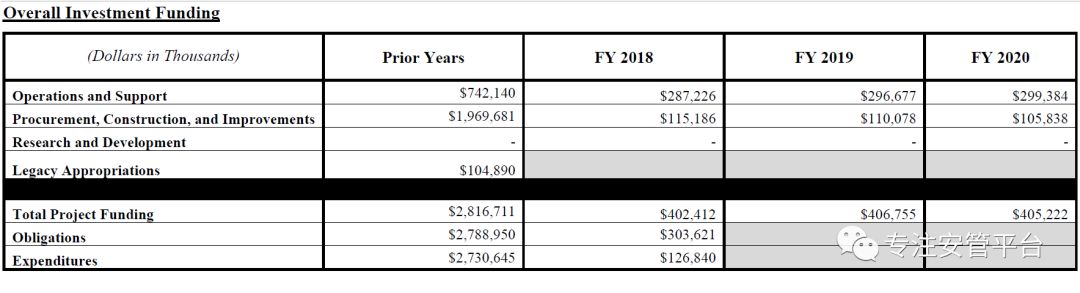 Overall Investment Funding
(Dollars in Thousands) Prior Years FY 2018 FY 2019 FY 2020
Operations and Support $742,140 $287,226 $296,677 $299,384
Procurement, Construction, and Improvements $1,969,681 $115,186 $110,078 $105,838
Research and Development - - - -
Legacy Appropriations $104,890
Total Project Funding $2,816,711 $402,412 $406,755 $405,222
Obligations $2,788,950 $303,621
Expenditures $2,730,645 $126,840
专注安管平台